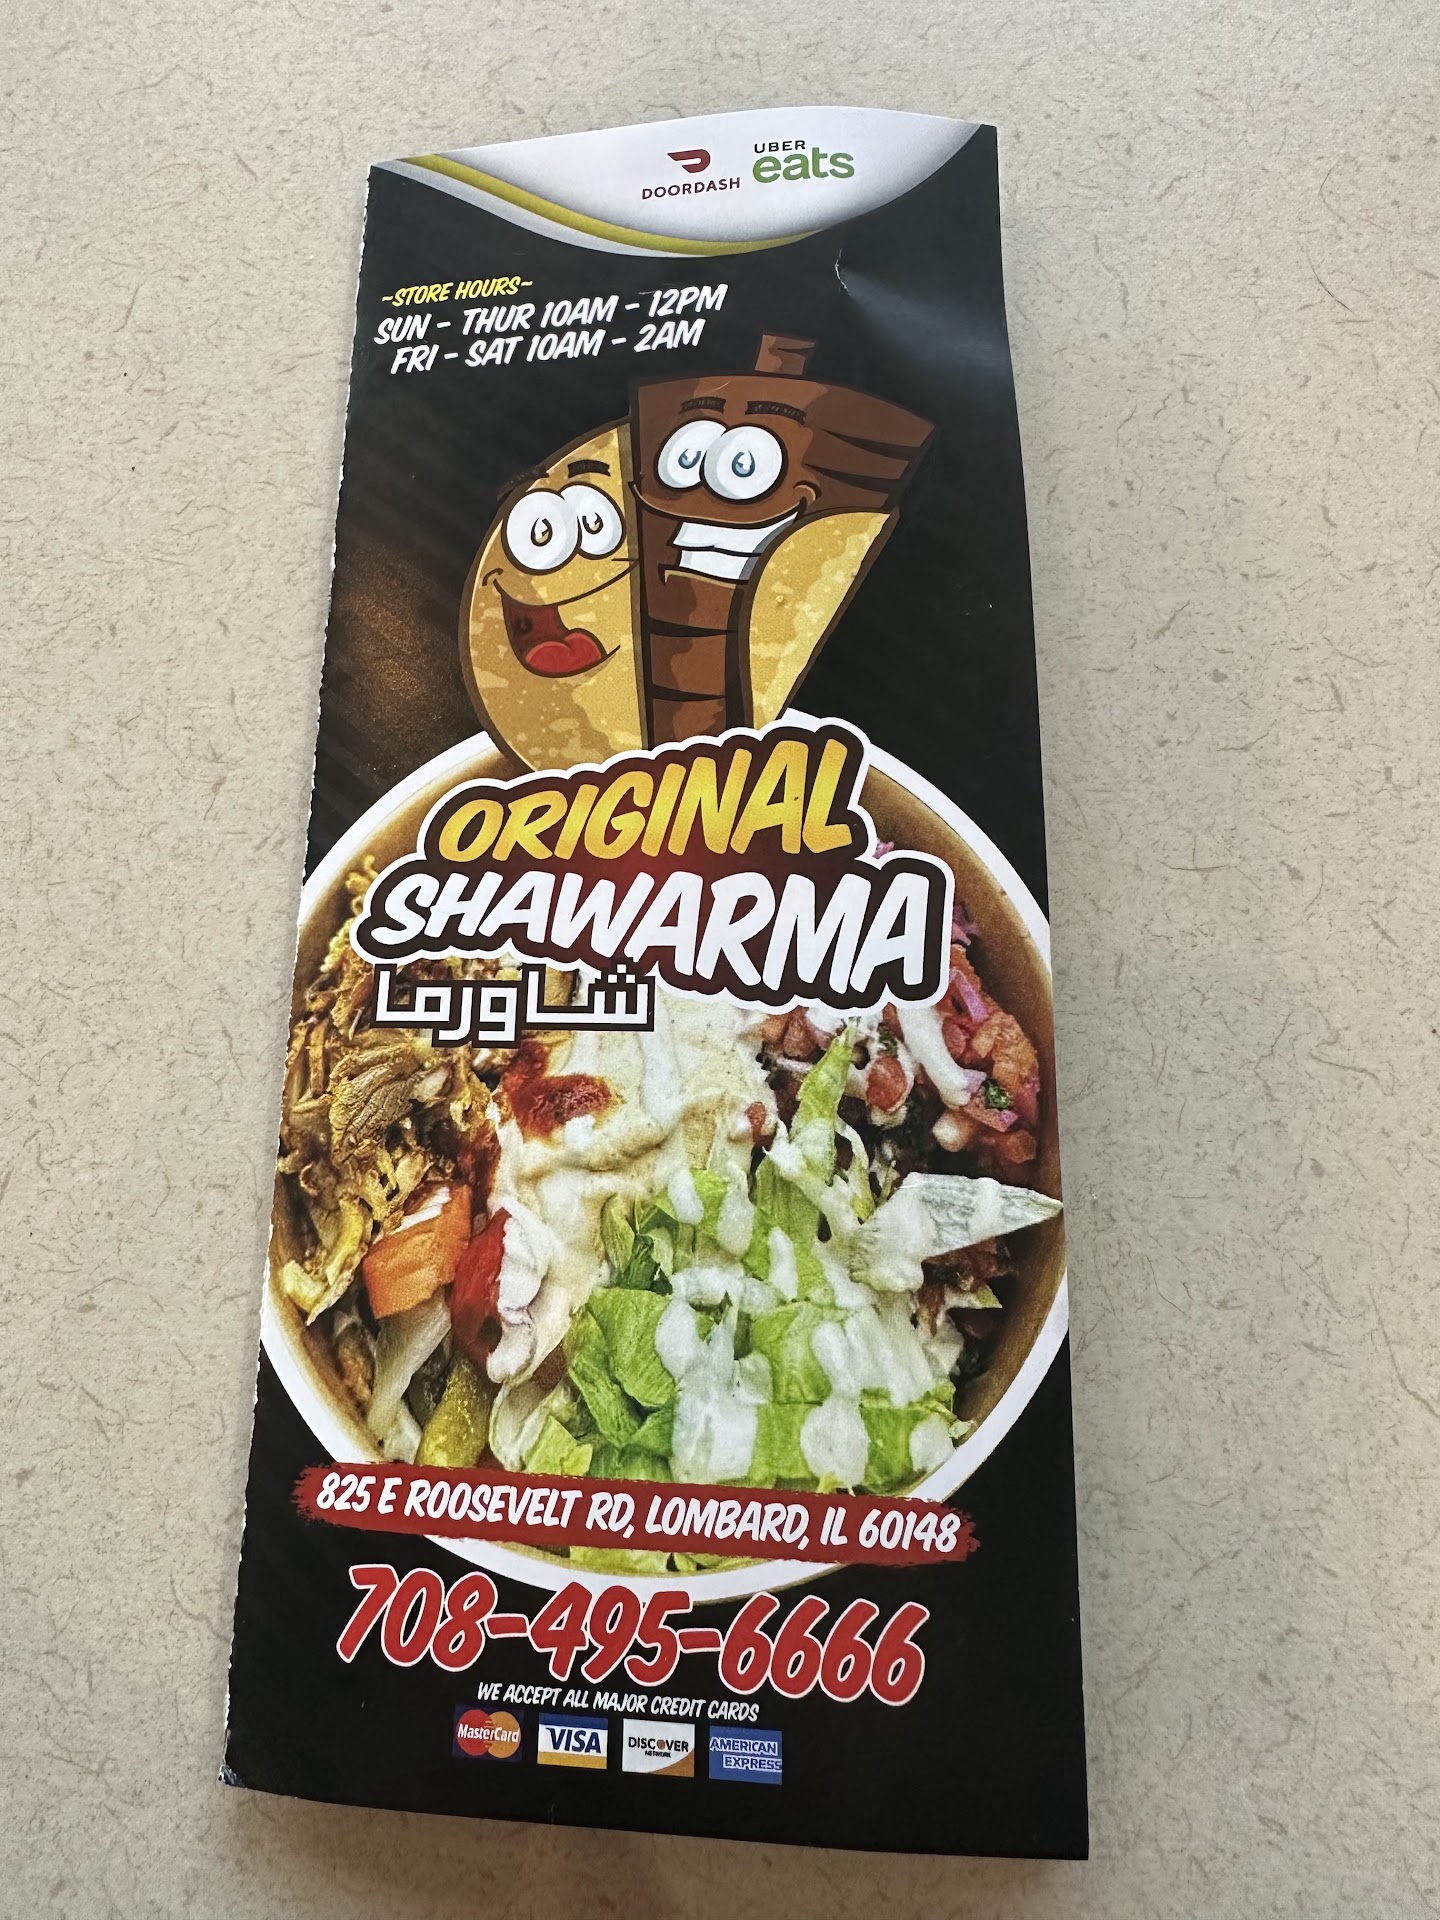 DOORDASH
UBER
eats
~STORE HOURS~
SUN - THUR 10AM - 12PM
FRI - SAT 10AM - 2AM
ORIGINAL
SHAWARMA
شاورما
825 E ROOSEVELT RD, LOMBARD, IL 60148
708-495-6666
WE ACCEPT ALL MAJOR CREDIT CARDS
MasterCard
VISA
DISCOVER
NETWORK
AMERICAN
EXPRESS